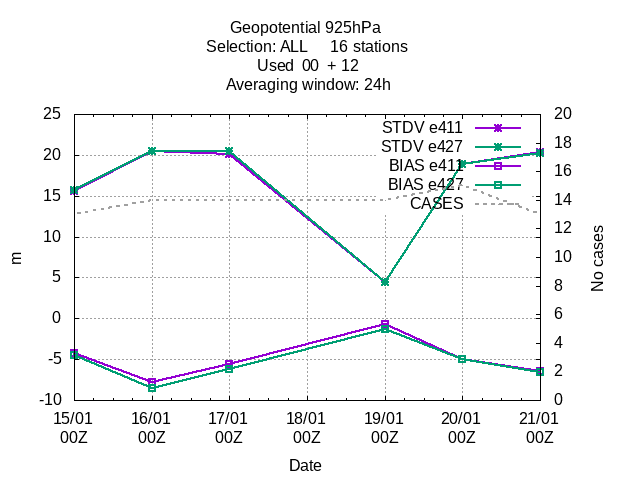 Geopotential 925hPa
Selection: ALL     16 stations
Used  00  + 12
Averaging window: 24h
STDV e411
STDV e427
BIAS e411
BIAS e427
CASES
25
20
15
10
5
0
-5
-10
20
18
16
14
12
10
8
6
4
2
0
m
No cases
15/01 16/01 17/01 18/01 19/01 20/01 21/01
00Z 00Z 00Z 00Z 00Z 00Z 00Z
Date